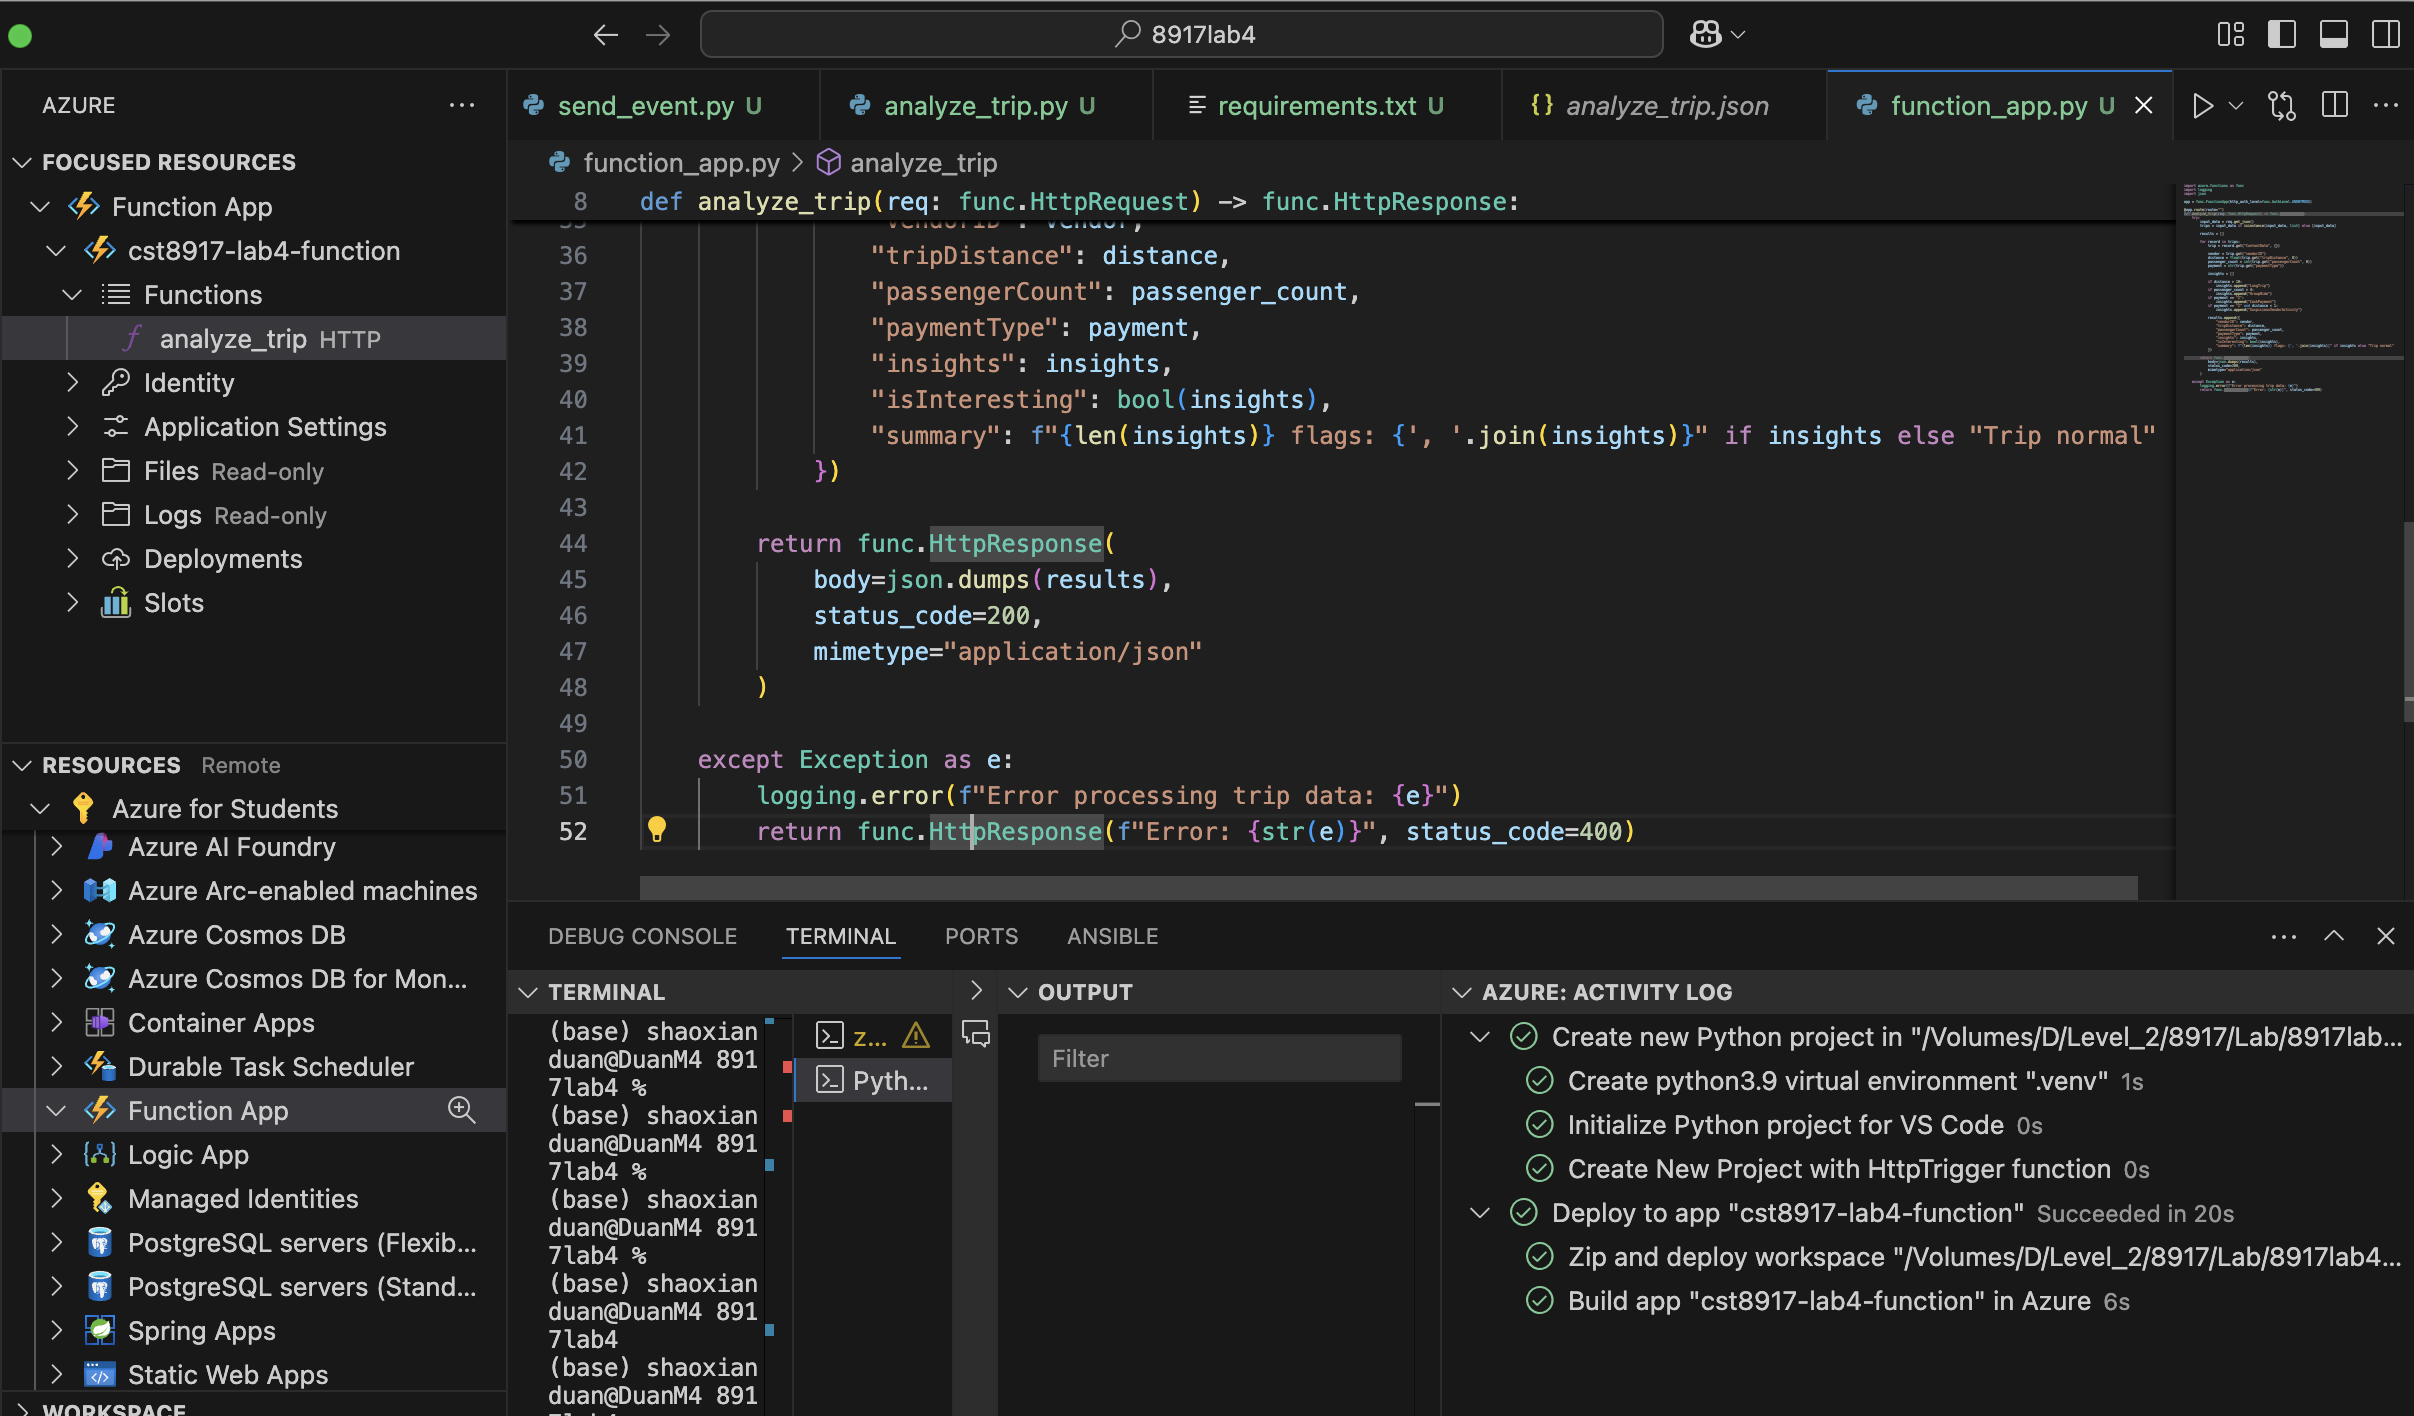 8917lab4
AZURE
FOCUSED RESOURCES
Function App
cst8917-lab4-function
Functions
analyze_trip HTTP
Identity
Application Settings
Files Read-only
Logs Read-only
Deployments
Slots
RESOURCES Remote
Azure for Students
Azure AI Foundry
Azure Arc-enabled machines
Azure Cosmos DB
Azure Cosmos DB for Mon...
Container Apps
Durable Task Scheduler
Function App
Logic App
Managed Identities
PostgreSQL servers (Flexib...
PostgreSQL servers (Stand...
Spring Apps
Static Web Apps
WORKSPACE
send_event.py U
analyze_trip.py U
requirements.txt U
analyze_trip.json
function_app.py U
function_app.py > analyze_trip
8 def analyze_trip(req: func.HttpRequest) -> func.HttpResponse:
35 "vendorID": vendor,
36 "tripDistance": distance,
37 "passengerCount": passenger_count,
38 "paymentType": payment,
39 "insights": insights,
40 "isInteresting": bool(insights),
41 "summary": f"{len(insights)} flags: {', '.join(insights)}" if insights else "Trip normal"
42 })
43
44 return func.HttpResponse(
45 body=json.dumps(results),
46 status_code=200,
47 mimetype="application/json"
48 )
49
50 except Exception as e:
51 logging.error(f"Error processing trip data: {e}")
52 return func.HttpResponse(f"Error: {str(e)}", status_code=400)
DEBUG CONSOLE
TERMINAL
PORTS
ANSIBLE
TERMINAL
(base) shaoxian
duan@DuanM4 891
7lab4 %
(base) shaoxian
duan@DuanM4 891
7lab4 %
(base) shaoxian
duan@DuanM4 891
7lab4 %
(base) shaoxian
duan@DuanM4 891
7lab4
(base) shaoxian
duan@DuanM4 891
7lab4
z...
Pyth...
OUTPUT
Filter
AZURE: ACTIVITY LOG
Create new Python project in "/Volumes/D/Level_2/8917/Lab/8917lab...
Create python3.9 virtual environment ".venv" 1s
Initialize Python project for VS Code 0s
Create New Project with HttpTrigger function 0s
Deploy to app "cst8917-lab4-function" Succeeded in 20s
Zip and deploy workspace "/Volumes/D/Level_2/8917/Lab/8917lab4...
Build app "cst8917-lab4-function" in Azure 6s